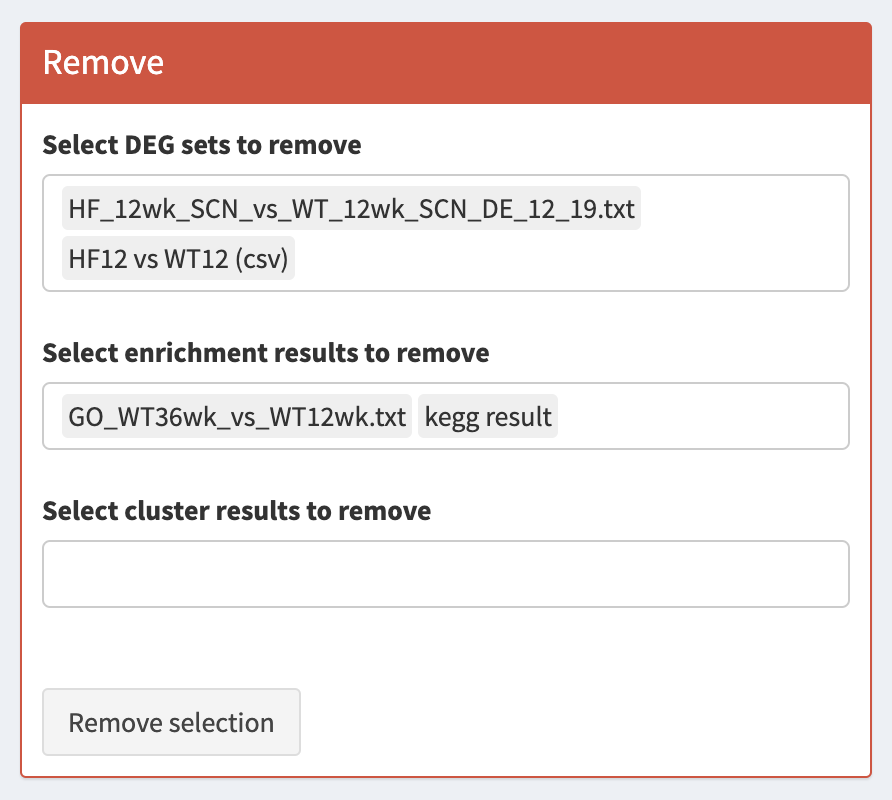 Remove
Select DEG sets to remove
HF_12wk_SCN_vs_WT_12wk_SCN_DE_12_19.txt
HF12 vs WT12 (csv)
Select enrichment results to remove
GO_WT36wk_vs_WT12wk.txt kegg result
Select cluster results to remove
Remove selection